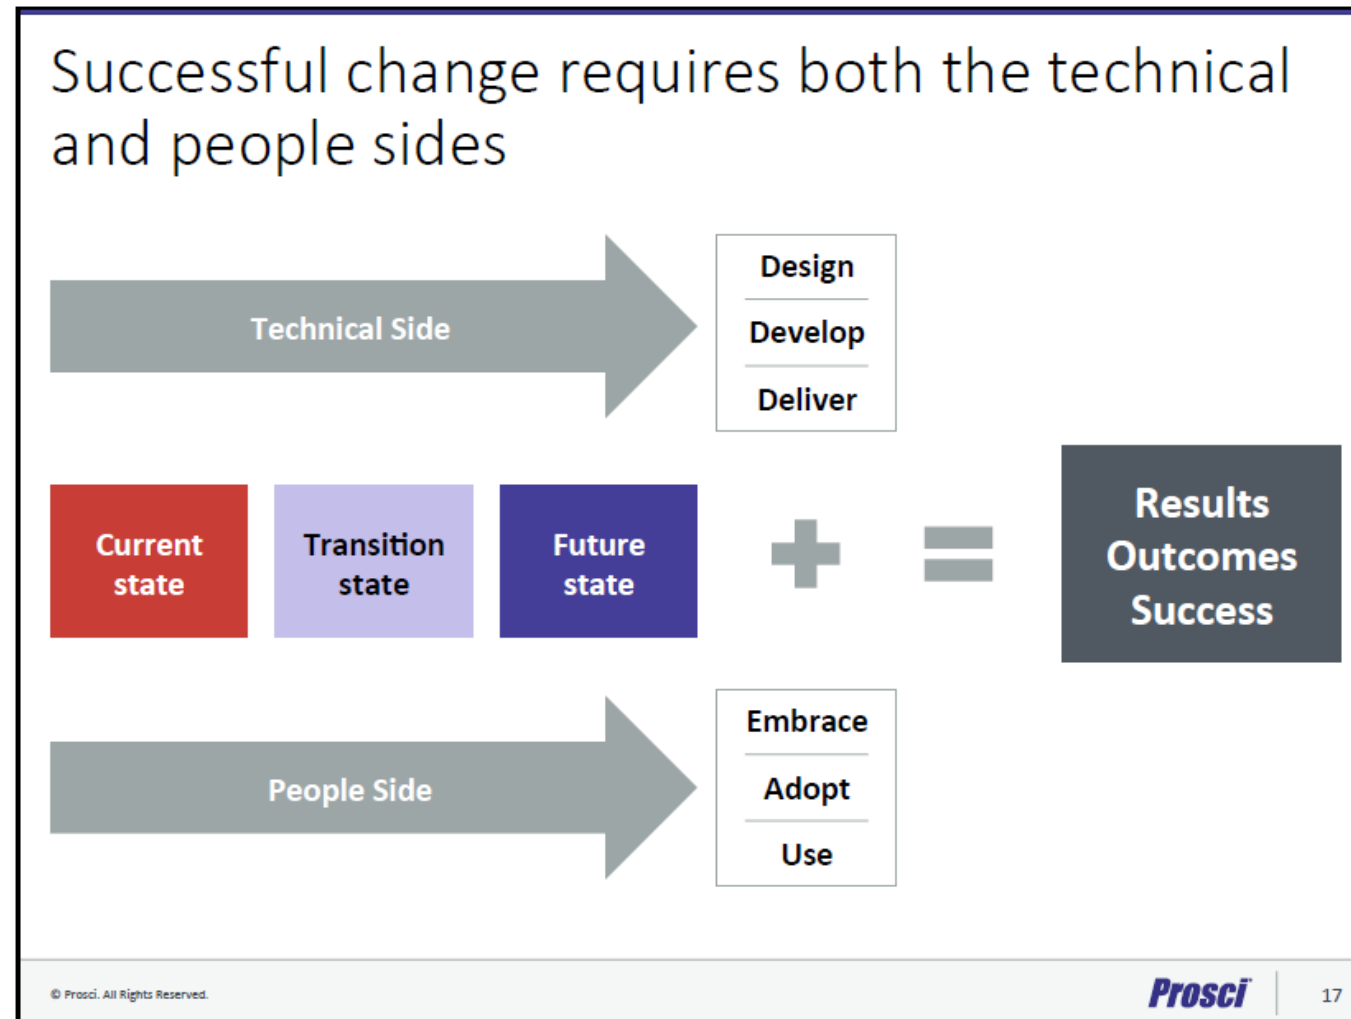 Successful change requires both the technical
and people sides
Technical Side
Design
Develop
Deliver
Current
state
Transition
state
Future
state
Results
Outcomes
Success
People Side
Embrace
Adopt
Use
© Prosci. All Rights Reserved.
Prosci
17